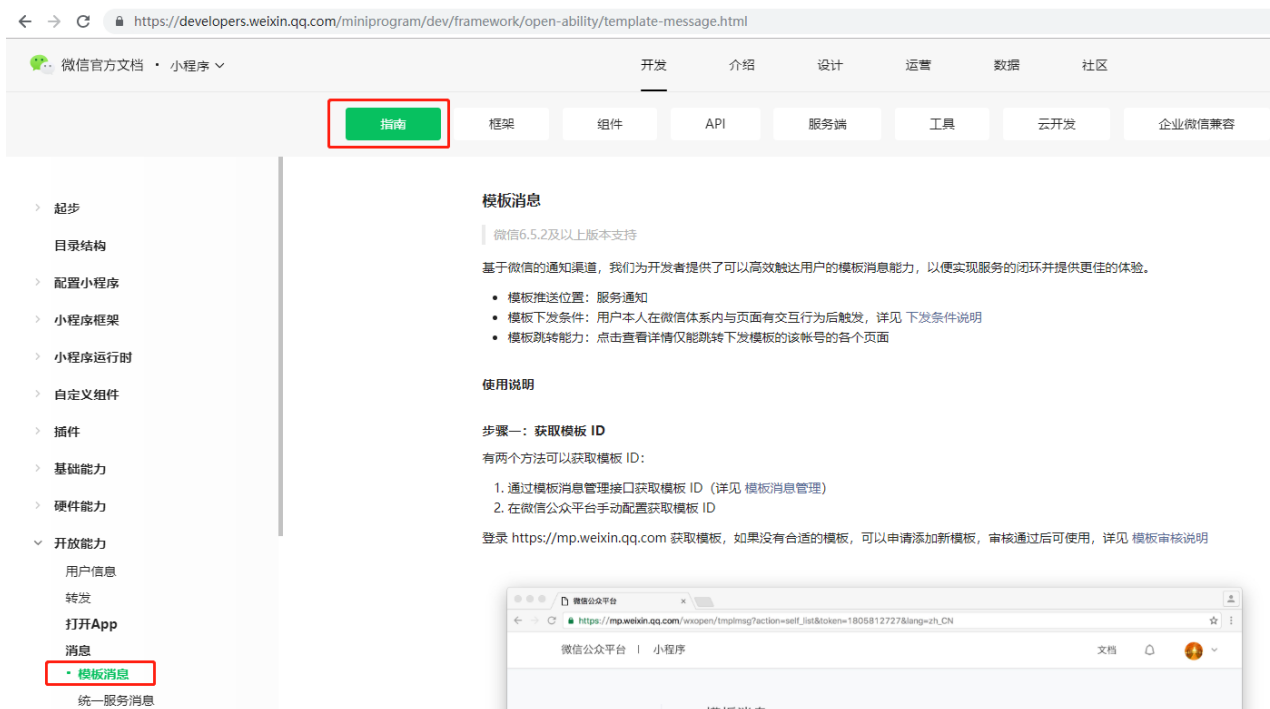 https://developers.weixin.qq.com/miniprogram/dev/framework/open-ability/template-message.html
微信官方文档 · 小程序
开发 介绍 设计 运营 数据 社区
指南 框架 组件 API 服务端 工具 云开发 企业微信兼容
起步
目录结构
配置小程序
小程序框架
小程序运行时
自定义组件
插件
基础能力
硬件能力
开放能力
用户信息
转发
打开App
消息
模板消息
统一服务消息
模板消息
微信6.5.2及以上版本支持
基于微信的通知渠道，我们为开发者提供了可以高效触达用户的模板消息能力，以便实现服务的闭环并提供更佳的体验。
• 模板推送位置：服务通知
• 模板下发条件：用户本人在微信体系内与页面有交互行为后触发，详见 下发条件说明
• 模板跳转能力：点击查看详情仅能跳转下发模板的该帐号的各个页面
使用说明
步骤一：获取模板 ID
有两个方法可以获取模板 ID：
1. 通过模板消息管理接口获取模板 ID（详见 模板消息管理）
2. 在微信公众平台手动配置获取模板 ID
登录 https://mp.weixin.qq.com 获取模板，如果没有合适的模板，可以申请添加新模板，审核通过后可使用，详见 模板审核说明
微信公众平台
https://mp.weixin.qq.com/wxopen/tmplmsg?action=self_list&token=1805812727&lang=zh_CN
微信公众平台 | 小程序 文档